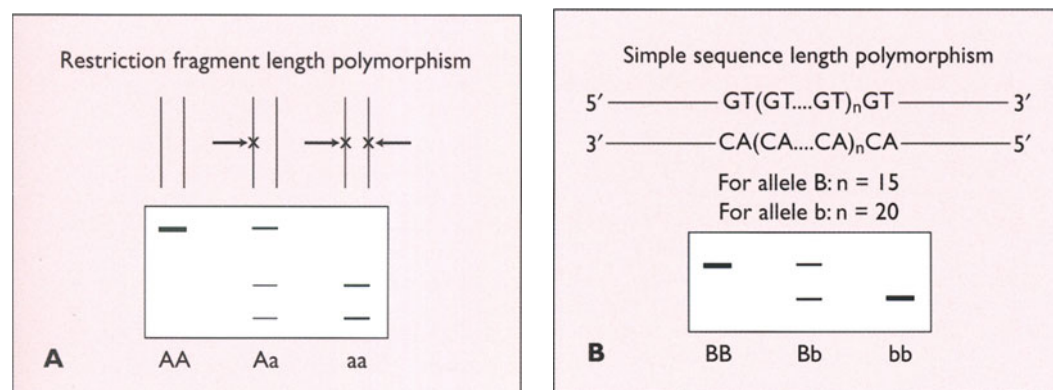 Restriction fragment length polymorphism
x
x x
A
AA Aa aa
Simple sequence length polymorphism
5′ GT(GT....GT)nGT 3′
3′ CA(CA....CA)nCA 5′
For allele B: n = 15
For allele b: n = 20
B
BB Bb bb